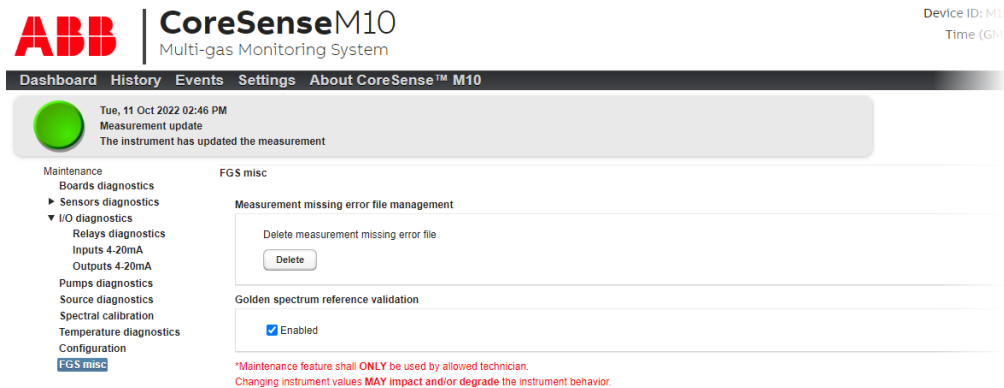 ABB
CoreSenseM10
Multi-gas Monitoring System
Device ID:
Time
Dashboard History Events Settings About CoreSense™ M10
Tue, 11 Oct 2022 02:46 PM
Measurement update
The instrument has updated the measurement
Maintenance
Boards diagnostics
Sensors diagnostics
I/O diagnostics
Relays diagnostics
Inputs 4-20mA
Outputs 4-20mA
Pumps diagnostics
Source diagnostics
Spectral calibration
Temperature diagnostics
Configuration
FGS misc
FGS misc
Measurement missing error file management
Delete measurement missing error file
Delete
Golden spectrum reference validation
Enabled
*Maintenance feature shall ONLY be used by allowed technician.
Changing instrument values MAY impact and/or degrade the instrument behavior.